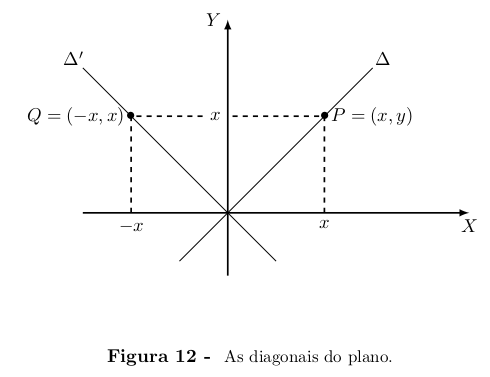 Y
Δ′ Δ
Q = (−x, x) x P = (x, y)
−x x X
Figura 12 - As diagonais do plano.